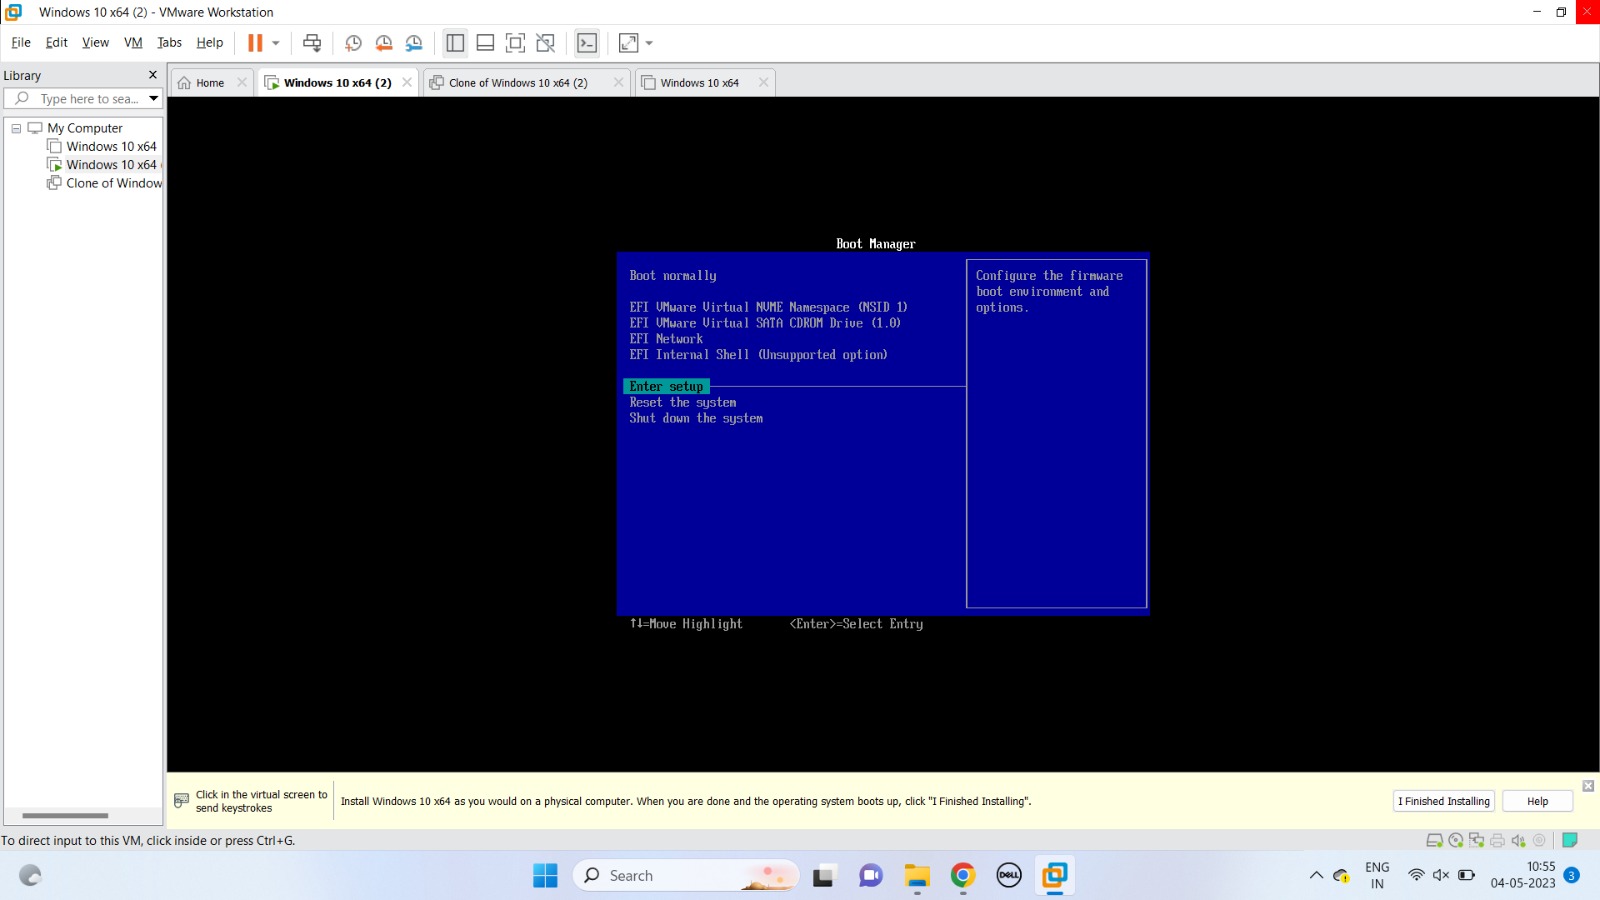 Windows 10 x64 (2) - VMware Workstation
File Edit View VM Tabs Help
Library
Type here to sea...
My Computer
Windows 10 x64
Windows 10 x64
Clone of Window
Home
Windows 10 x64 (2)
Clone of Windows 10 x64 (2)
Windows 10 x64
Boot Manager
Boot normally
EFI VMware Virtual NVME Namespace (NSID 1)
EFI VMware Virtual SATA CDROM Drive (1.0)
EFI Network
EFI Internal Shell (Unsupported option)
Enter setup
Reset the system
Shut down the system
Configure the firmware
boot environment and
options.
↑↓=Move Highlight <Enter>=Select Entry
Click in the virtual screen to
send keystrokes
Install Windows 10 x64 as you would on a physical computer. When you are done and the operating system boots up, click "I Finished Installing".
I Finished Installing
Help
To direct input to this VM, click inside or press Ctrl+G.
Search
DELL
ENG
IN
10:55
04-05-2023
3